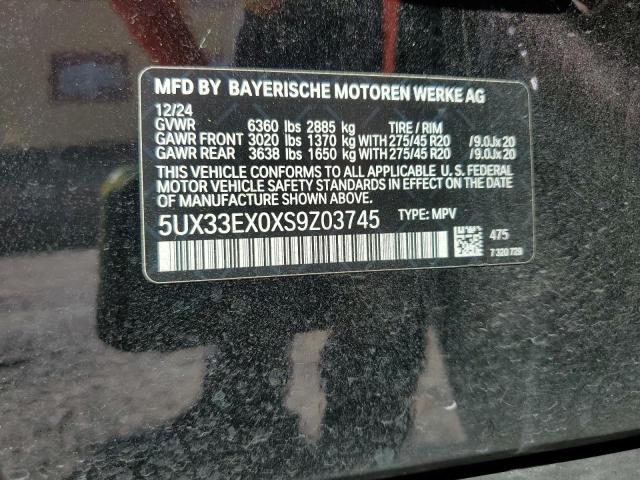 MFD BY BAYERISCHE MOTOREN WERKE AG
12/24
GVWR 6360 lbs 2885 kg TIRE / RIM
GAWR FRONT 3020 lbs 1370 kg WITH 275/45 R20 /9.0Jx20
GAWR REAR 3638 lbs 1650 kg WITH 275/45 R20 /9.0Jx20
THIS VEHICLE CONFORMS TO ALL APPLICABLE U. S. FEDERAL
MOTOR VEHICLE SAFETY STANDARDS IN EFFECT ON THE DATE OF
MANUFACTURE SHOWN ABOVE.
5UX33EX0XS9Z03745 TYPE: MPV
475
7 320 729